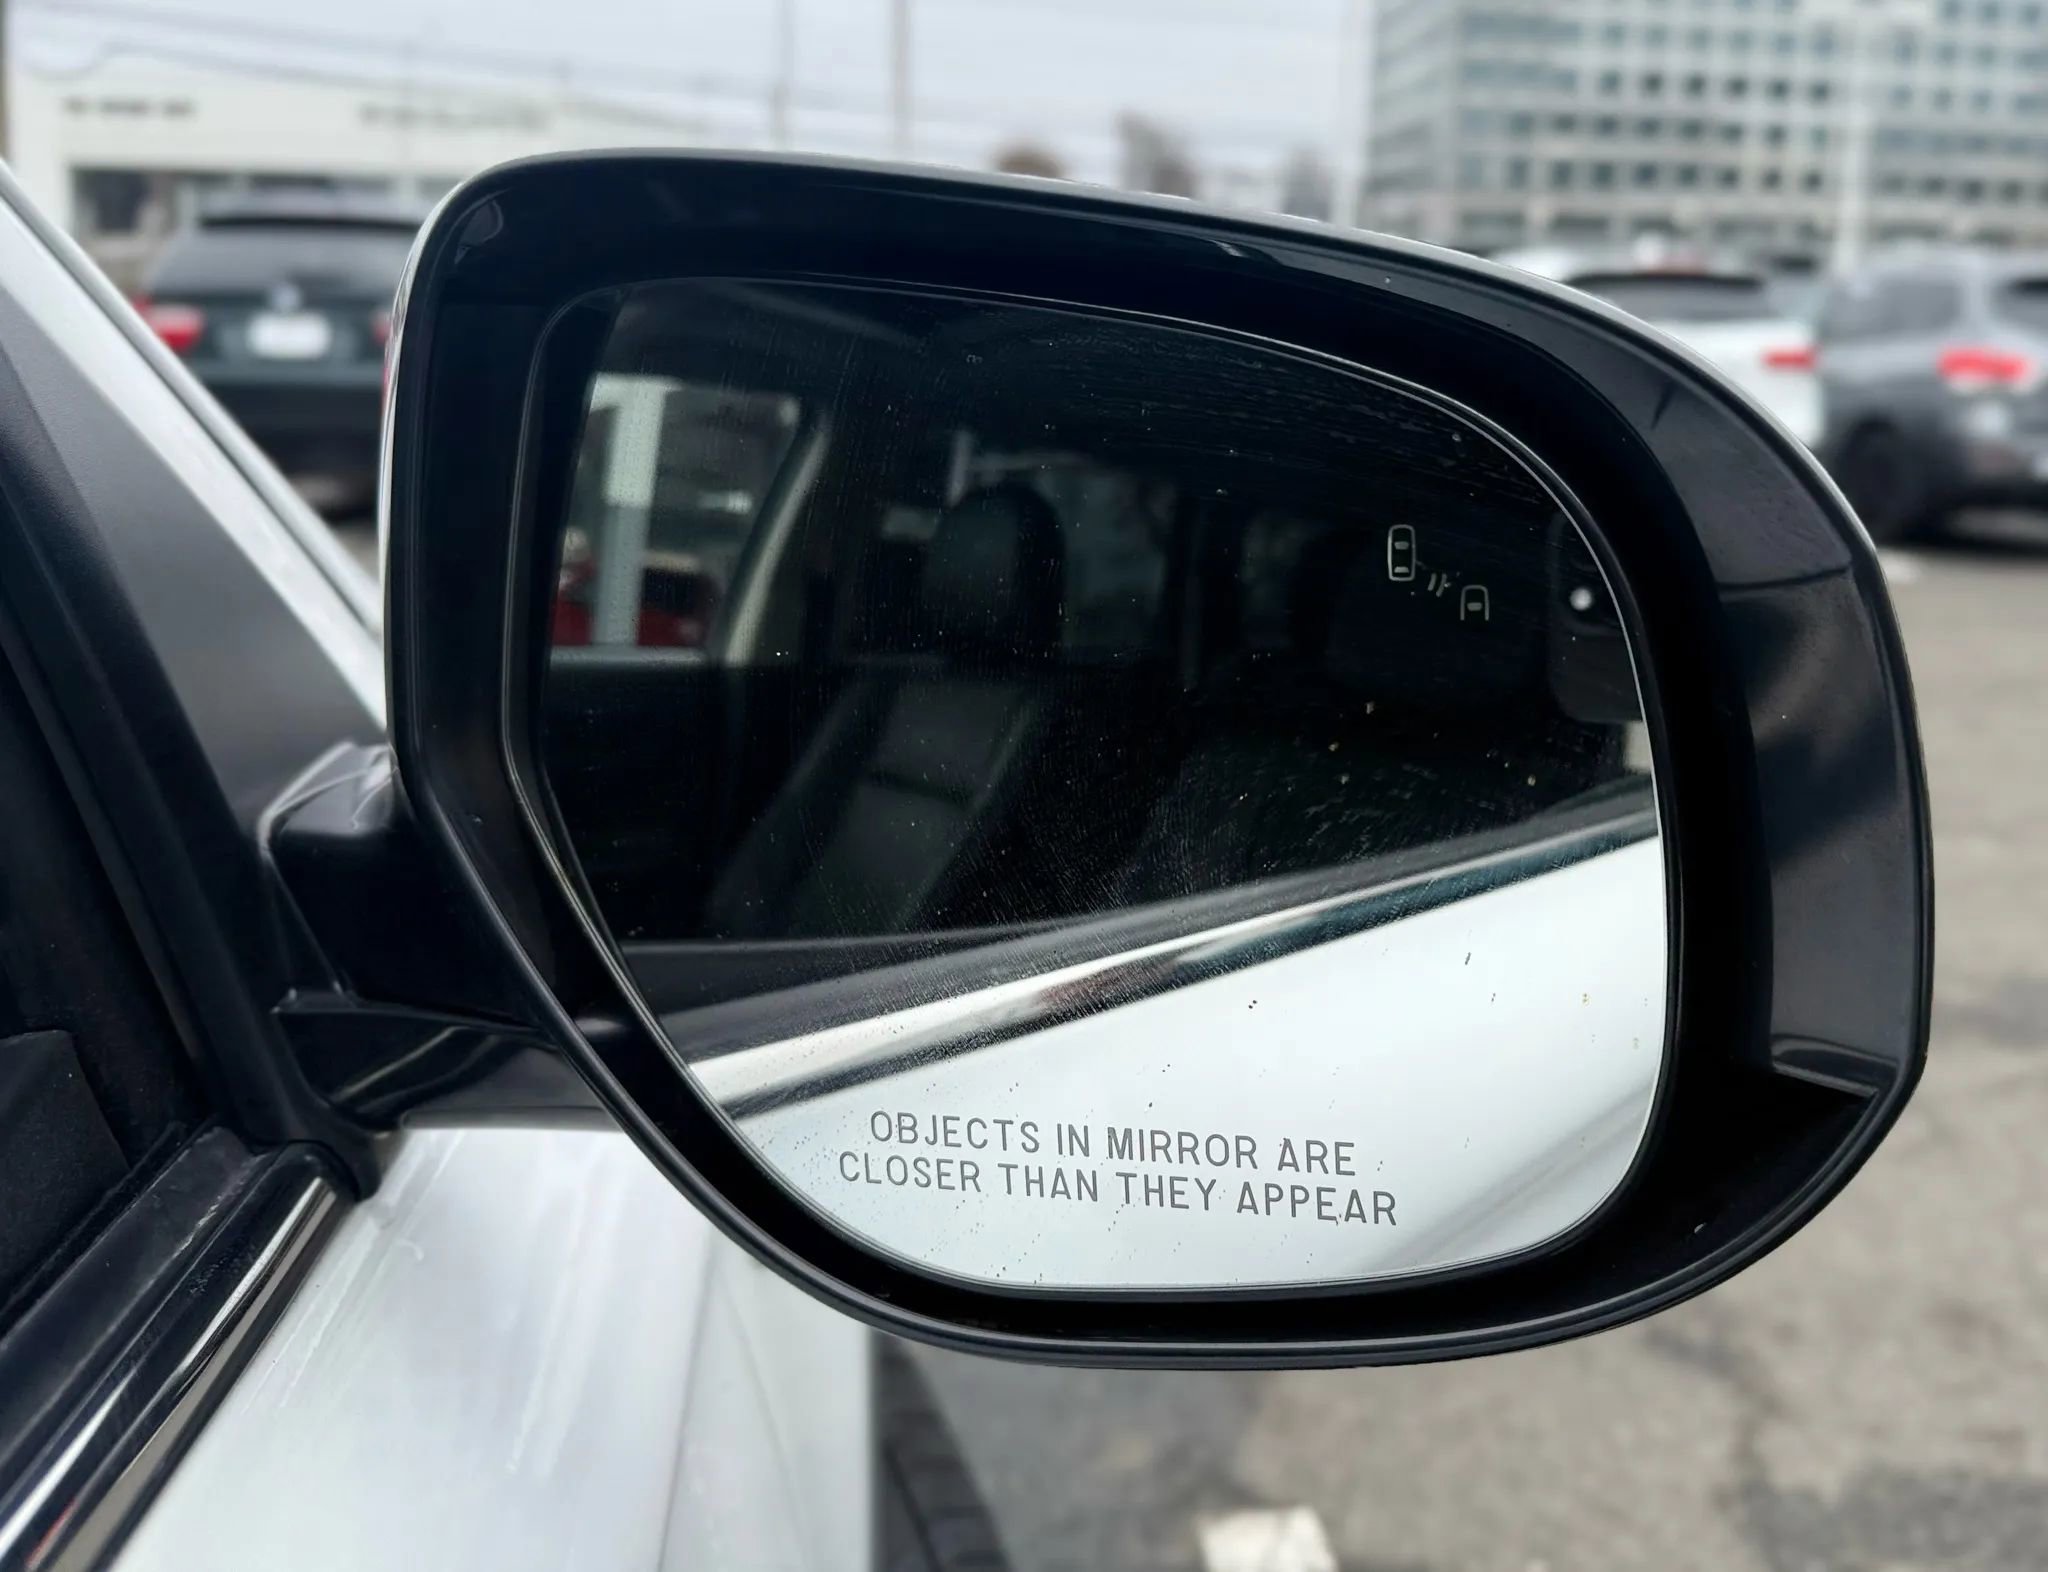 OBJECTS IN MIRROR ARE
CLOSER THAN THEY APPEAR